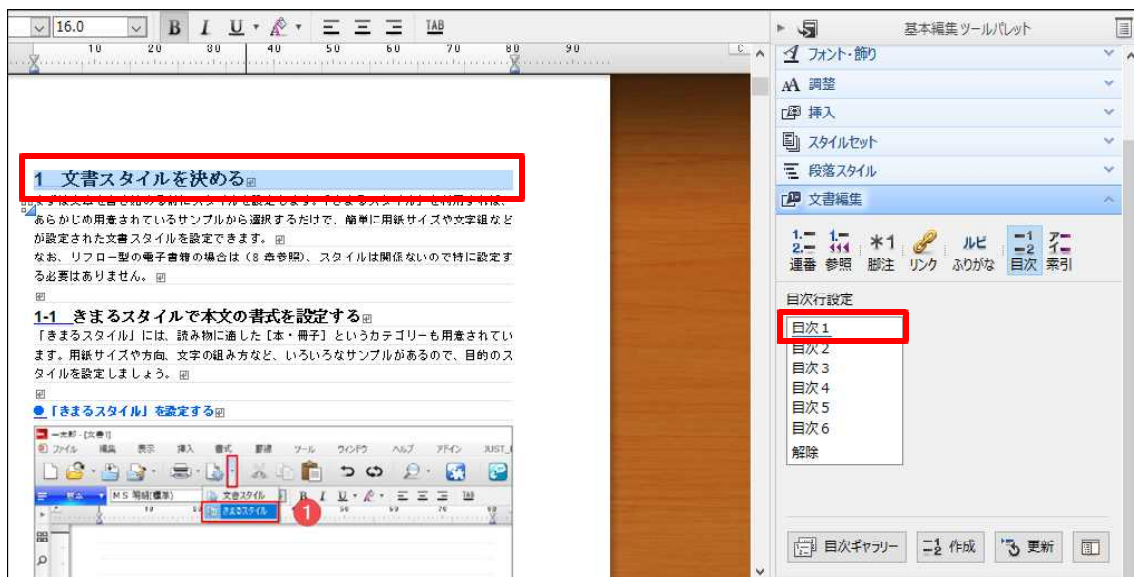 16.0 B I U TAB
10 20 30 40 50 60 70 80 90
1 文書スタイルを決める
あらかじめ用意されているサンプルから選択するだけで、簡単に用紙サイズや文字組など
が設定された文書スタイルを設定できます。
なお、リフロー型の電子書籍の場合は（8 章参照）、スタイルは関係ないので特に設定す
る必要はありません。
1-1 きまるスタイルで本文の書式を設定する
「きまるスタイル」には、読み物に適した［本・冊子］というカテゴリーも用意されてい
ます。用紙サイズや方向、文字の組み方など、いろいろなサンプルがあるので、目的のス
タイルを設定しましょう。
●「きまるスタイル」を設定する
一太郎 - [文書1]
ファイル 編集 表示 挿入 書式 罫線 ツール ウィンドウ ヘルプ アドイン
MS 明朝(標準) 文書スタイル B I U
きまるスタイル 1
基本編集 ツールパレット
フォント・飾り
調整
挿入
スタイルセット
段落スタイル
文書編集
連番 参照 脚注 リンク ふりがな 目次 索引
目次行設定
目次1
目次2
目次3
目次4
目次5
目次6
解除
目次ギャラリー 作成 更新